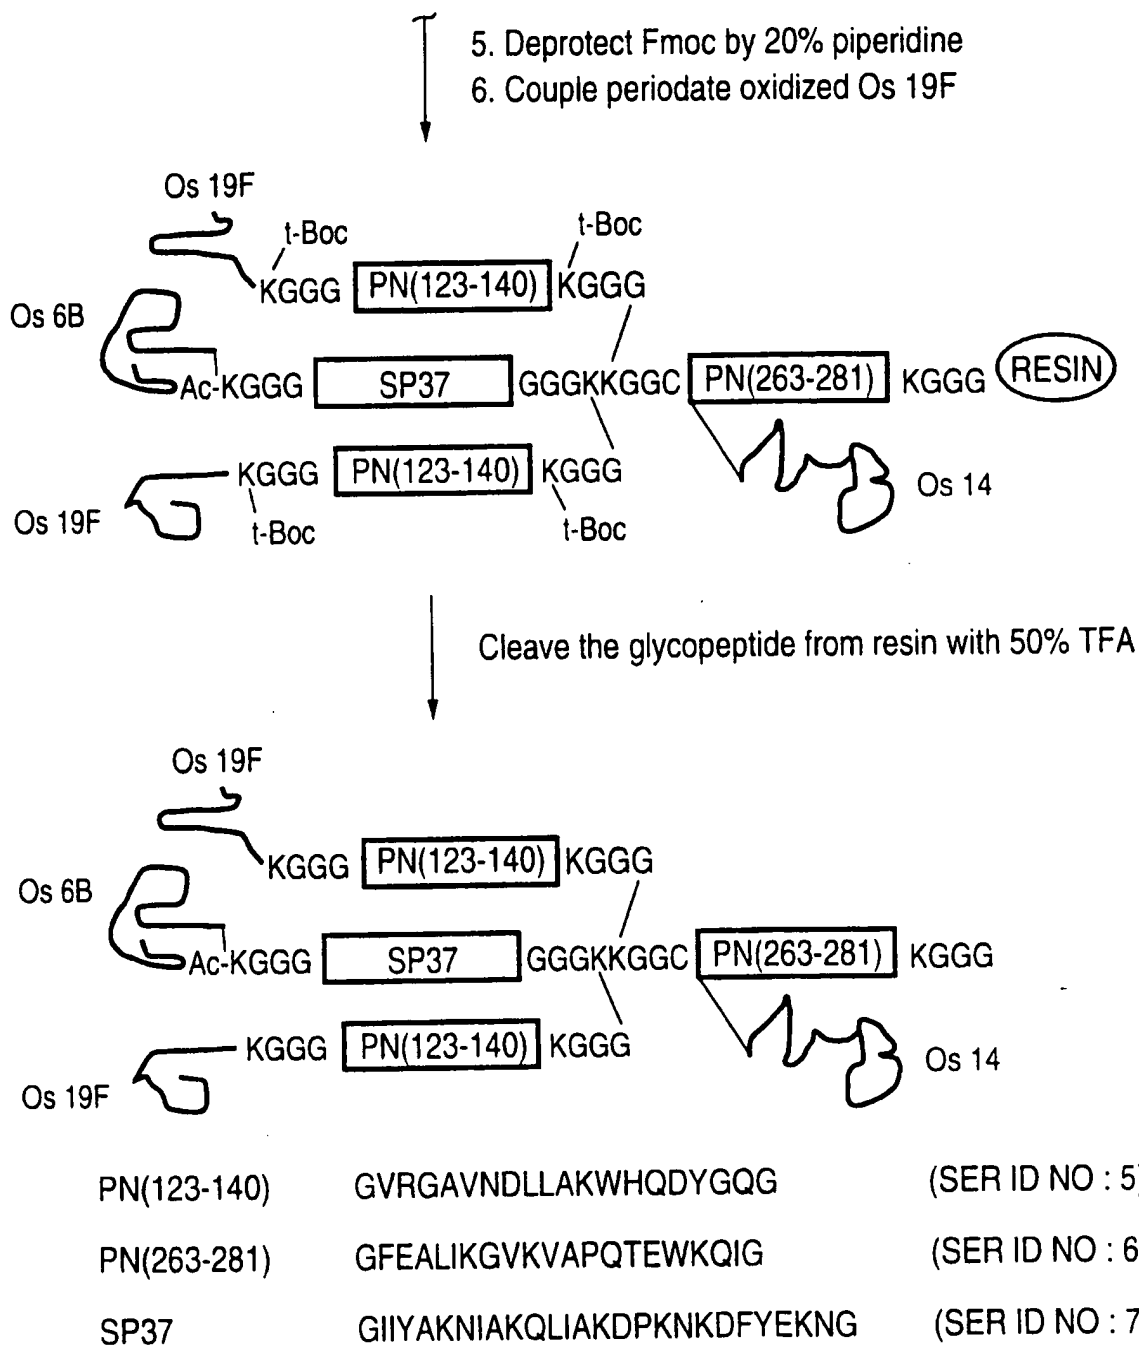 5. Deprotect Fmoc by 20% piperidine
6. Couple periodate oxidized Os 19F
Os 19F
t-Boc
t-Boc
KGGG PN(123-140) KGGG
Os 6B
Ac-KGGG SP37 GGGKKGGC PN(263-281) KGGG RESIN
KGGG PN(123-140) KGGG
Os 14
Os 19F
t-Boc
t-Boc
Cleave the glycopeptide from resin with 50% TFA
Os 19F
KGGG PN(123-140) KGGG
Os 6B
Ac-KGGG SP37 GGGKKGGC PN(263-281) KGGG
KGGG PN(123-140) KGGG
Os 14
Os 19F
PN(123-140) GVRGAVNDLLAKWHQDYGQG (SER ID NO : 5)
PN(263-281) GFEALIKGVKVAPQTEWKQIG (SER ID NO : 6
SP37 GIIYAKNIAKQLIAKDPKNKDFYEKNG (SER ID NO : 7